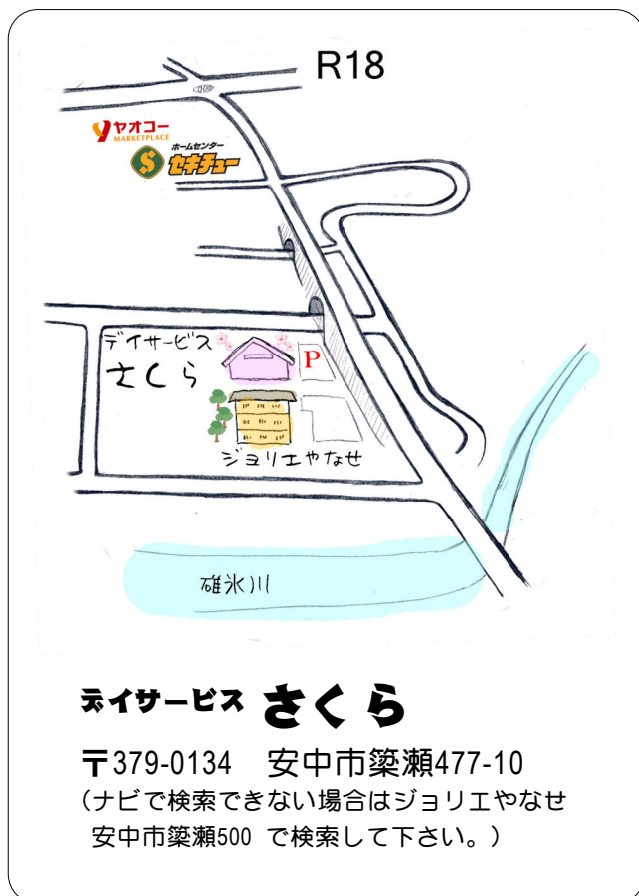 R18
ヤオコー
MARKETPLACE
ホームセンター
セキチュー
デイサービス
さくら
P
ジョリエやなせ
碓氷川
デイサービス さくら
〒379-0134　安中市簗瀬477-10
(ナビで検索できない場合はジョリエやなせ
安中市簗瀬500 で検索して下さい。)